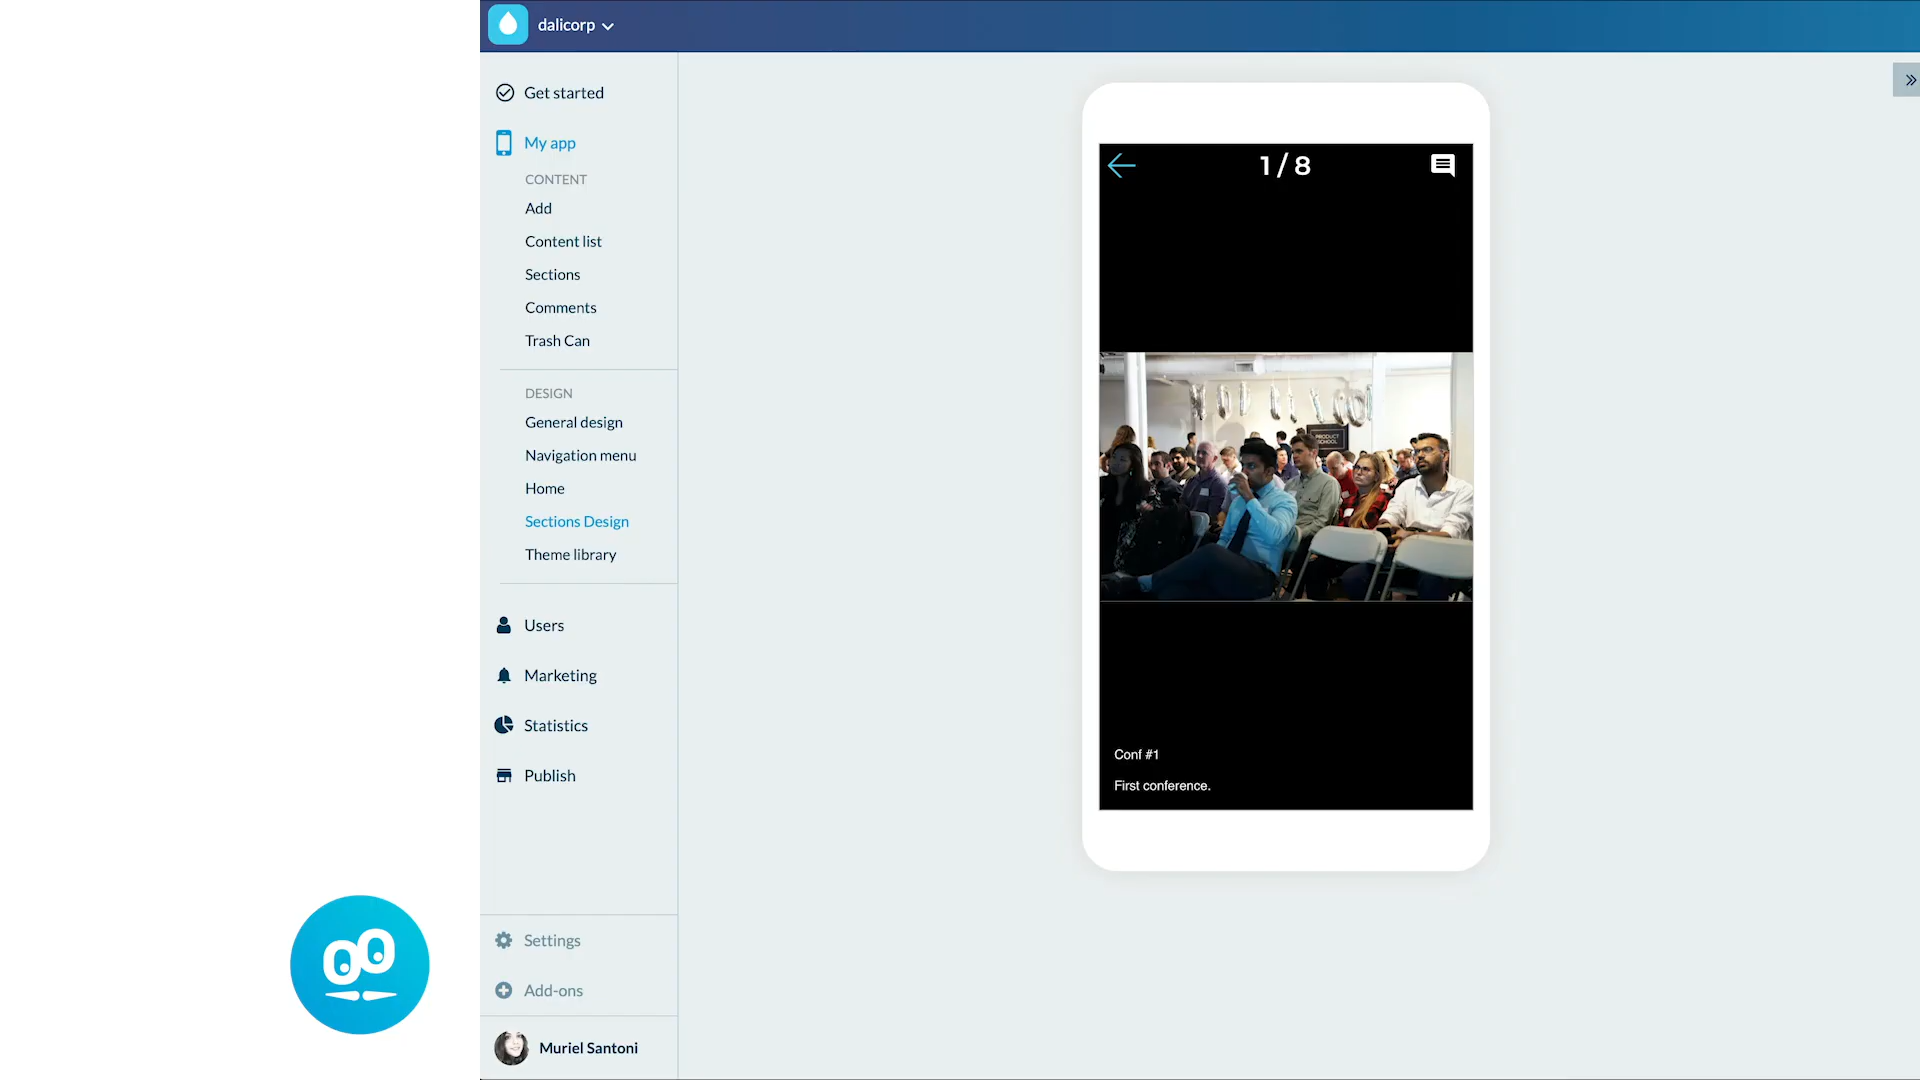 dalicorp
Get started
My app
CONTENT
Add
Content list
Sections
Comments
Trash Can
DESIGN
General design
Navigation menu
Home
Sections Design
Theme library
Users
Marketing
Statistics
Publish
Settings
Add-ons
Muriel Santoni
1 / 8
PRODUCT
SCHOOL
Conf #1
First conference.